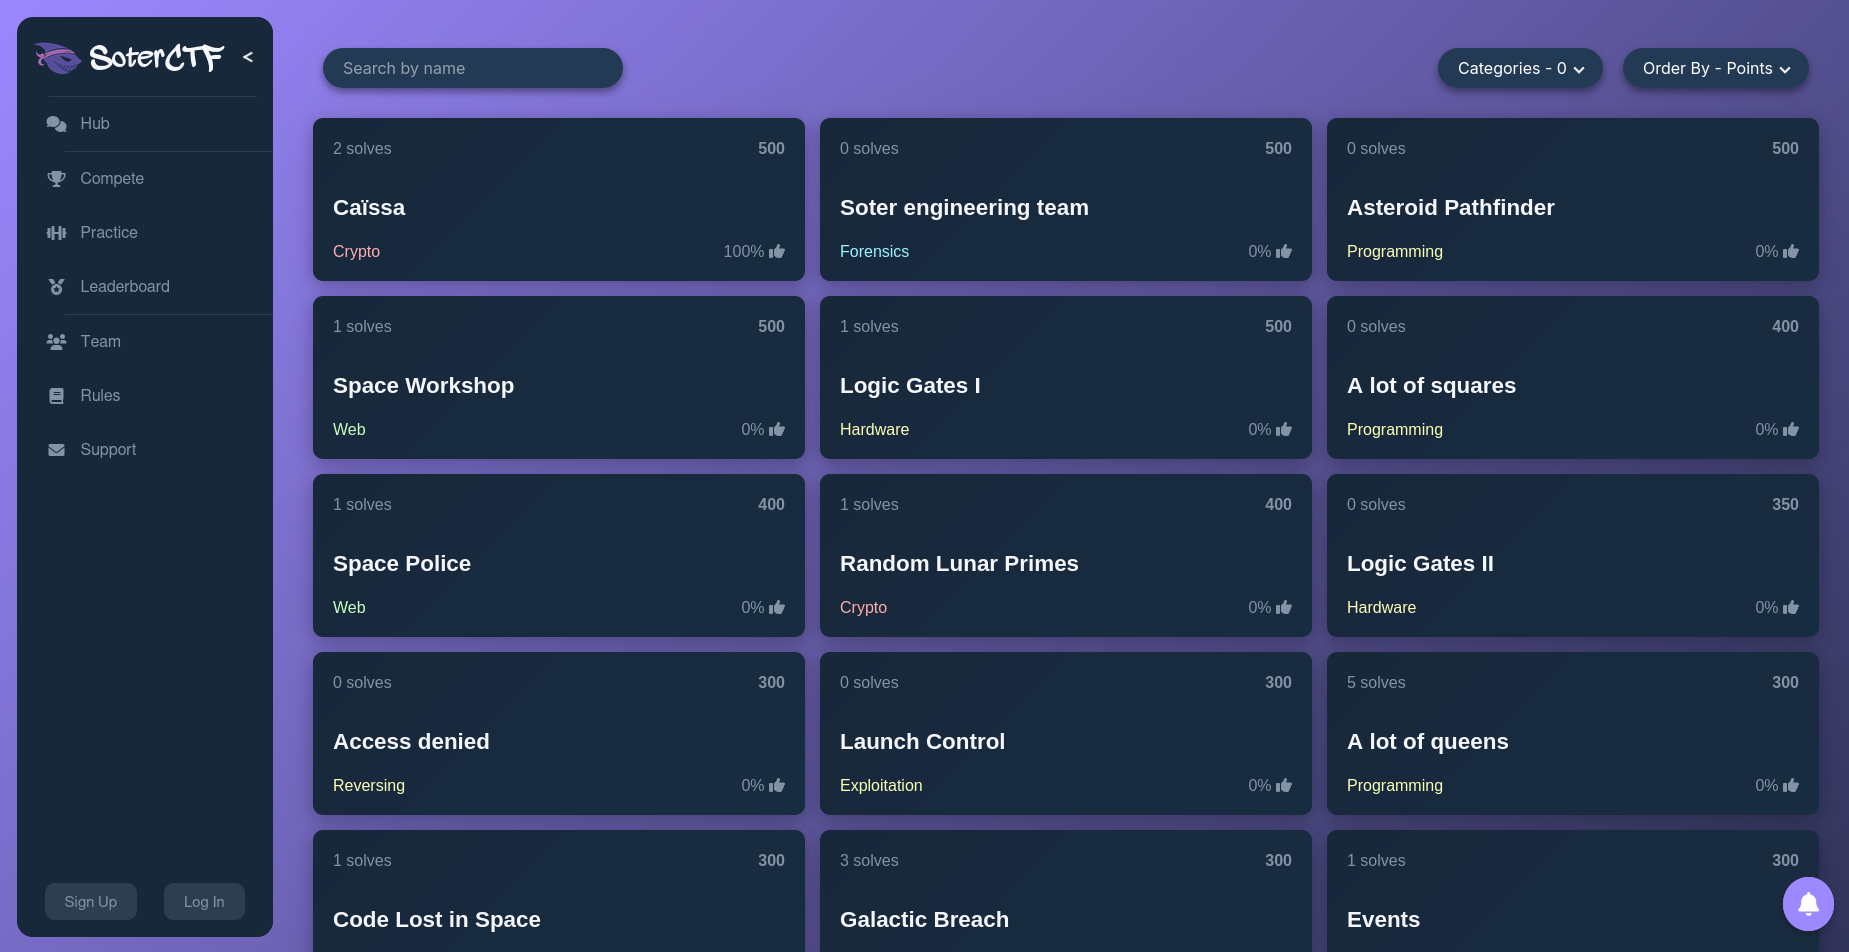 SoterCTF <
Hub
Compete
Practice
Leaderboard
Team
Rules
Support
Sign Up Log In
Search by name
Categories - 0
Order By - Points
2 solves 500
Caïssa
Crypto 100%
0 solves 500
Soter engineering team
Forensics 0%
0 solves 500
Asteroid Pathfinder
Programming 0%
1 solves 500
Space Workshop
Web 0%
1 solves 500
Logic Gates I
Hardware 0%
0 solves 400
A lot of squares
Programming 0%
1 solves 400
Space Police
Web 0%
1 solves 400
Random Lunar Primes
Crypto 0%
0 solves 350
Logic Gates II
Hardware 0%
0 solves 300
Access denied
Reversing 0%
0 solves 300
Launch Control
Exploitation 0%
5 solves 300
A lot of queens
Programming 0%
1 solves 300
Code Lost in Space
3 solves 300
Galactic Breach
1 solves 300
Events